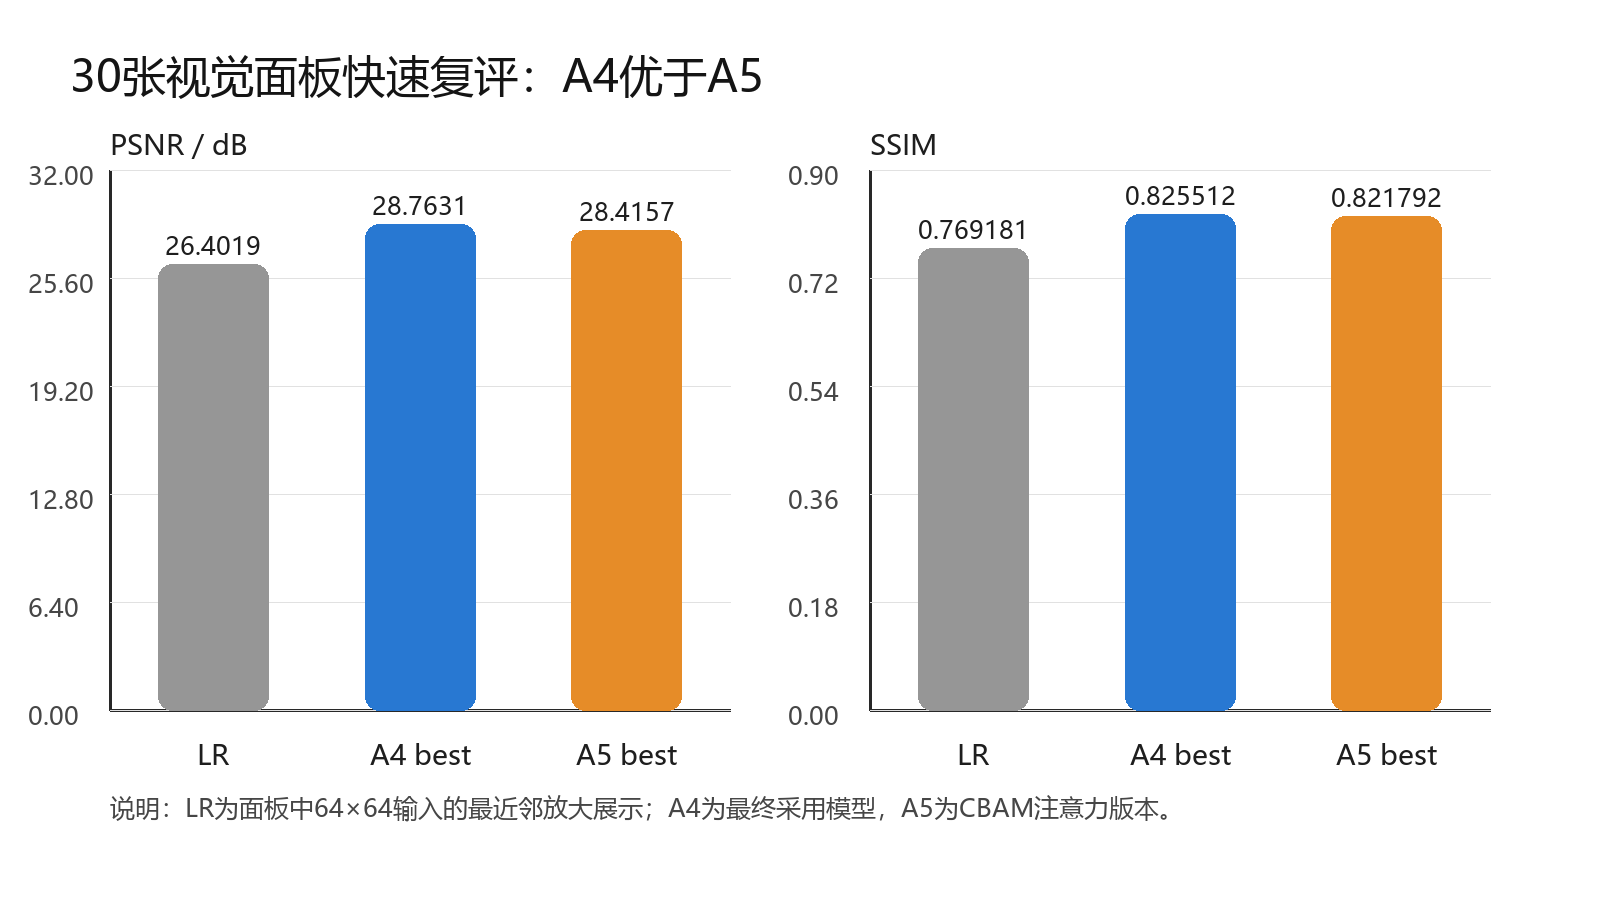 30张视觉面板快速复评：A4优于A5
PSNR / dB
32.00
25.60
19.20
12.80
6.40
0.00
26.4019
28.7631
28.4157
LR
A4 best
A5 best
SSIM
0.90
0.72
0.54
0.36
0.18
0.00
0.769181
0.825512
0.821792
LR
A4 best
A5 best
说明：LR为面板中64×64输入的最近邻放大展示；A4为最终采用模型，A5为CBAM注意力版本。